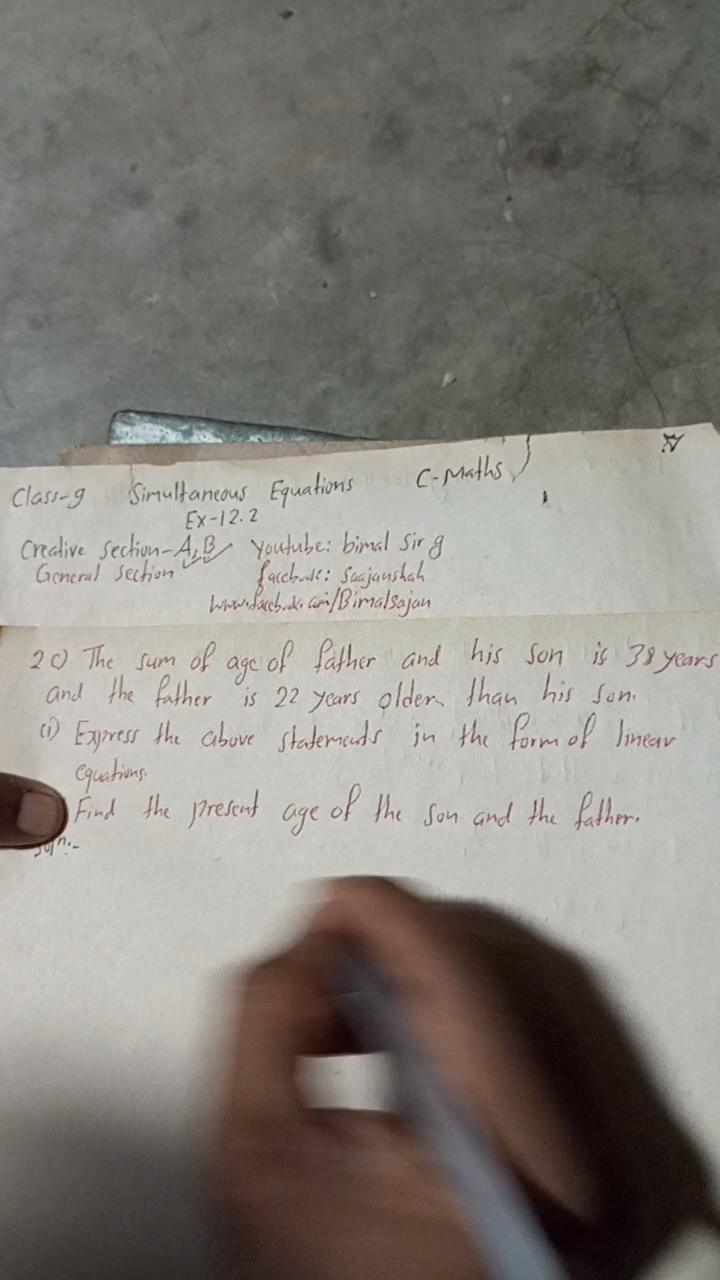 Class-9 Simultaneous Equations C-Maths
Ex-12.2
Creative section-A,B Youtube: bimal sir g
General section facebook: Saajanshah
www.facebook.com/Bimalsajan
2 c) The sum of age of father and his son is 38 years
and the father is 22 years older than his son.
(i) Express the above statements in the form of linear
equations.
Find the present age of the son and the father.
Soln:-